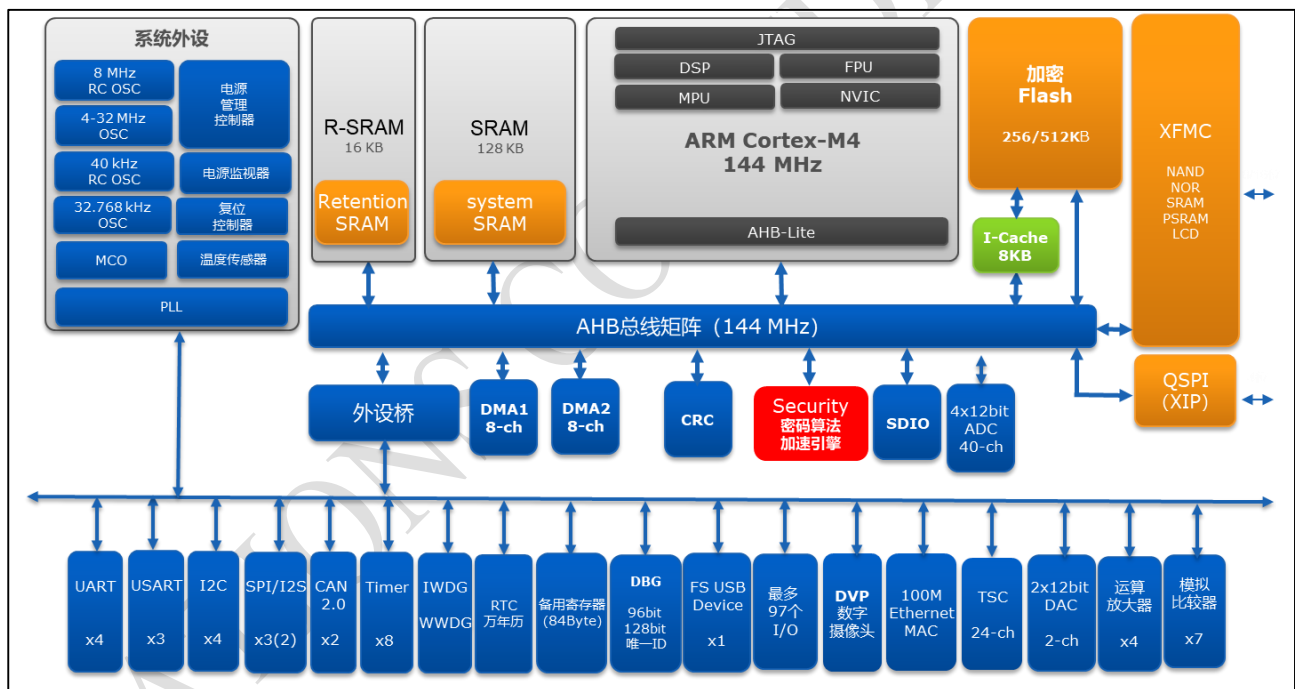 系统外设
8 MHz
RC OSC
电源
管理
控制器
4-32 MHz
OSC
40 kHz
RC OSC
电源监视器
32.768 kHz
OSC
复位
控制器
MCO
温度传感器
PLL
R-SRAM
16 KB
Retention
SRAM
SRAM
128 KB
system
SRAM
JTAG
DSP
FPU
MPU
NVIC
ARM Cortex-M4
144 MHz
AHB-Lite
加密
Flash
256/512KB
I-Cache
8KB
XFMC
NAND
NOR
SRAM
PSRAM
LCD
AHB总线矩阵（144 MHz）
外设桥
DMA1
8-ch
DMA2
8-ch
CRC
Security
密码算法
加速引擎
SDIO
4x12bit
ADC
40-ch
QSPI
(XIP)
UART
x4
USART
x3
I2C
x4
SPI/I2S
x3(2)
CAN
2.0
x2
Timer
x8
IWDG
WWDG
RTC
万年历
备用寄存器
(84Byte)
DBG
96bit
128bit
唯一ID
FS USB
Device
x1
最多
97个
I/O
DVP
数字
摄像头
100M
Ethernet
MAC
TSC
24-ch
2x12bit
DAC
2-ch
运算
放大器
x4
模拟
比较器
x7